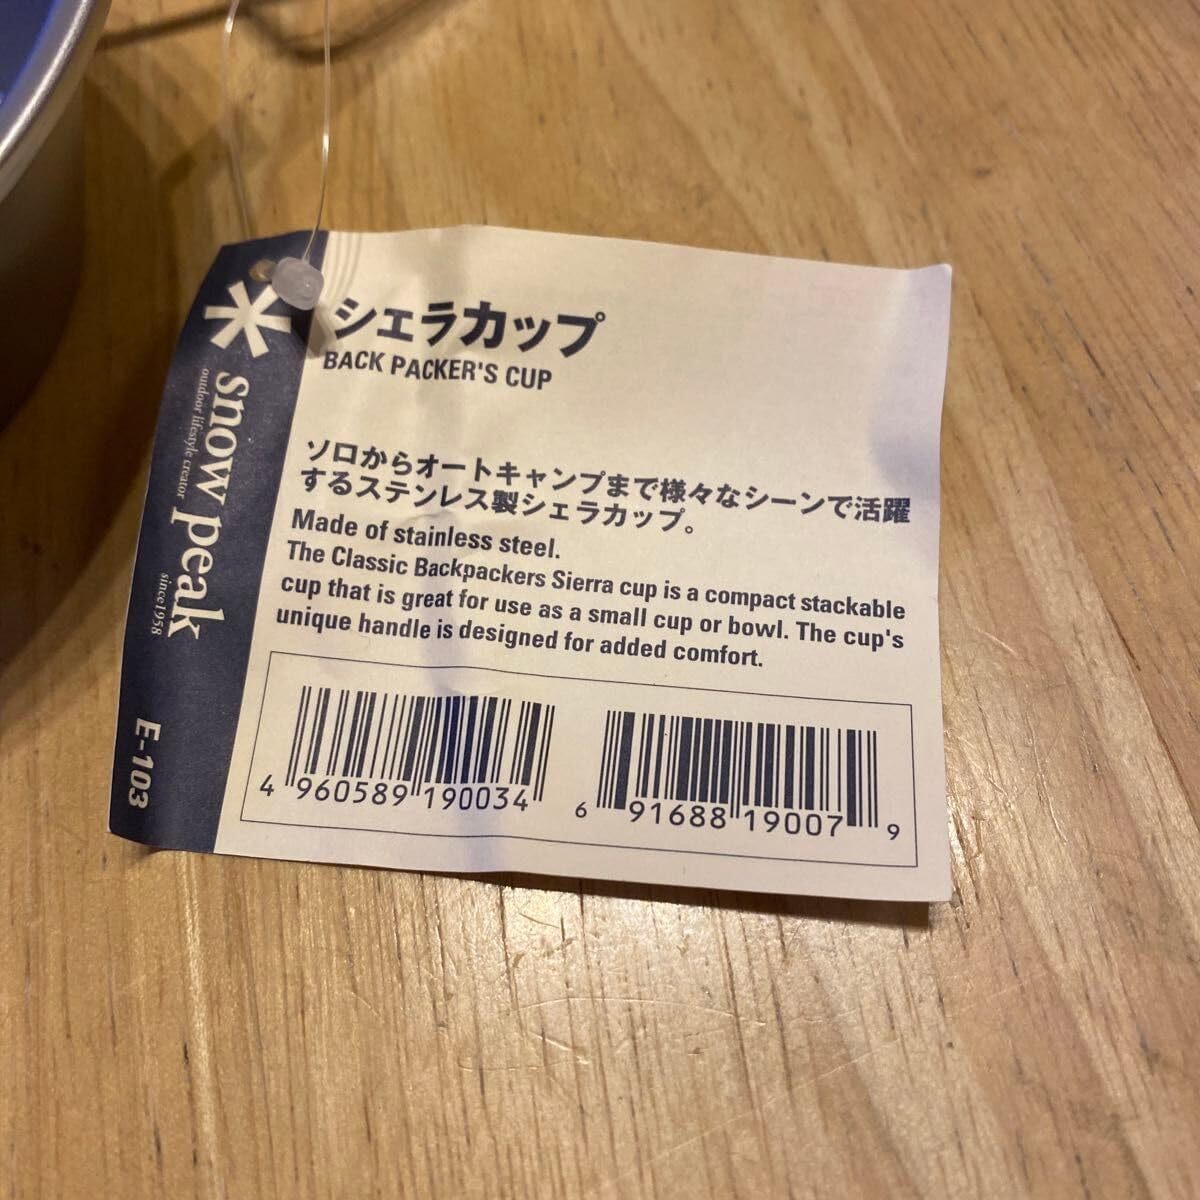 シェラカップ
BACK PACKER'S CUP
ソロからオートキャンプまで様々なシーンで活躍
するステンレス製シェラカップ。
Made of stainless steel.
The Classic Backpackers Sierra cup is a compact stackable
cup that is great for use as a small cup or bowl. The cup's
unique handle is designed for added comfort.
4 960589 190034
6 91688 19007 9
snow peak
outdoor lifestyle creator
since1958
E-103